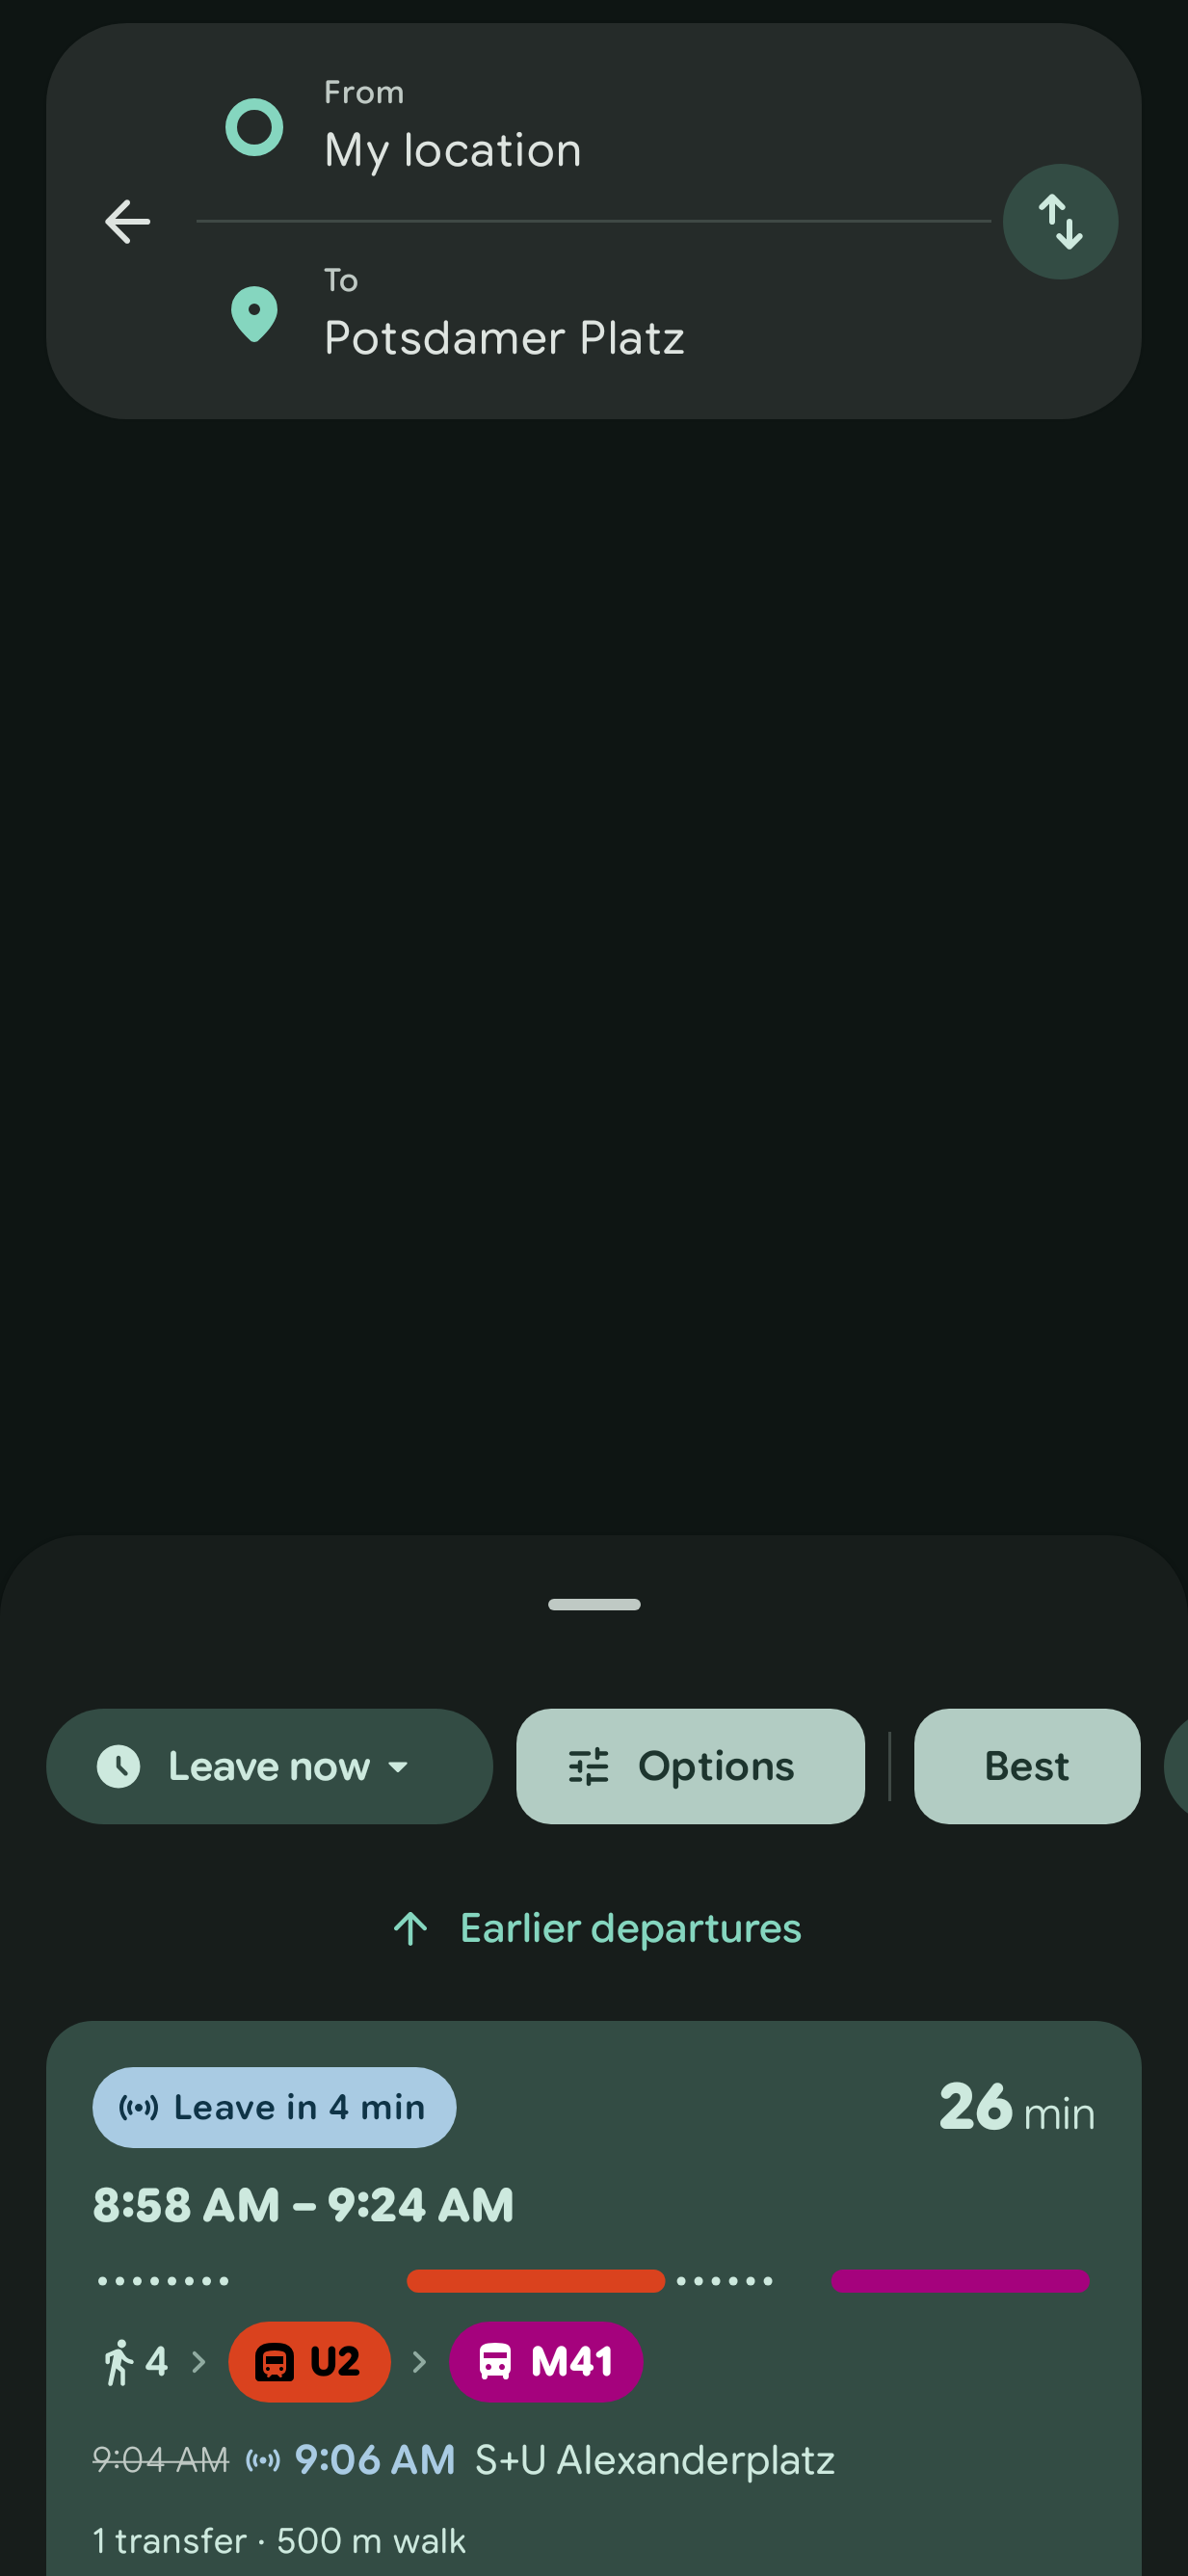 From
My location
To
Potsdamer Platz
Leave now
Options
Best
Earlier departures
Leave in 4 min
26 min
8:58 AM – 9:24 AM
4
U2
M41
9:04 AM 9:06 AM S+U Alexanderplatz
1 transfer · 500 m walk